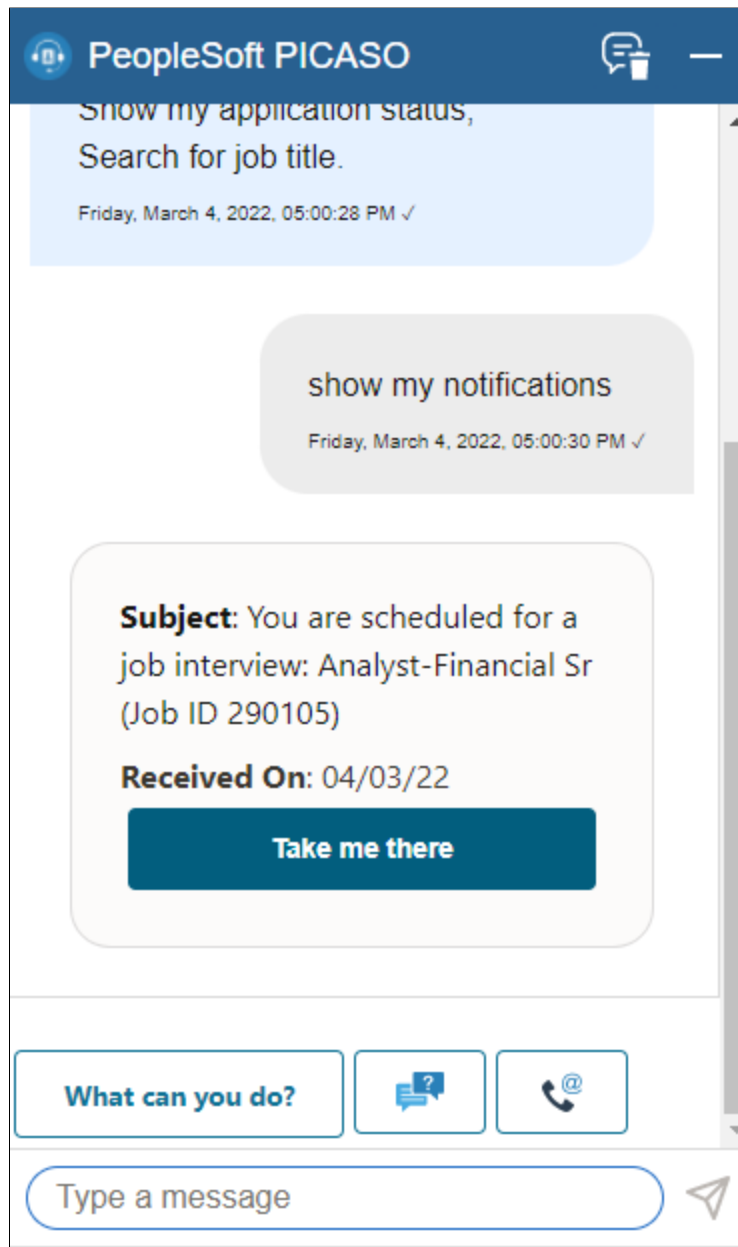 PeopleSoft PICASO
Show my application status,
Search for job title.
Friday, March 4, 2022, 05:00:28 PM ✓
show my notifications
Friday, March 4, 2022, 05:00:30 PM ✓
Subject: You are scheduled for a
job interview: Analyst-Financial Sr
(Job ID 290105)
Received On: 04/03/22
Take me there
What can you do?
?
@
Type a message